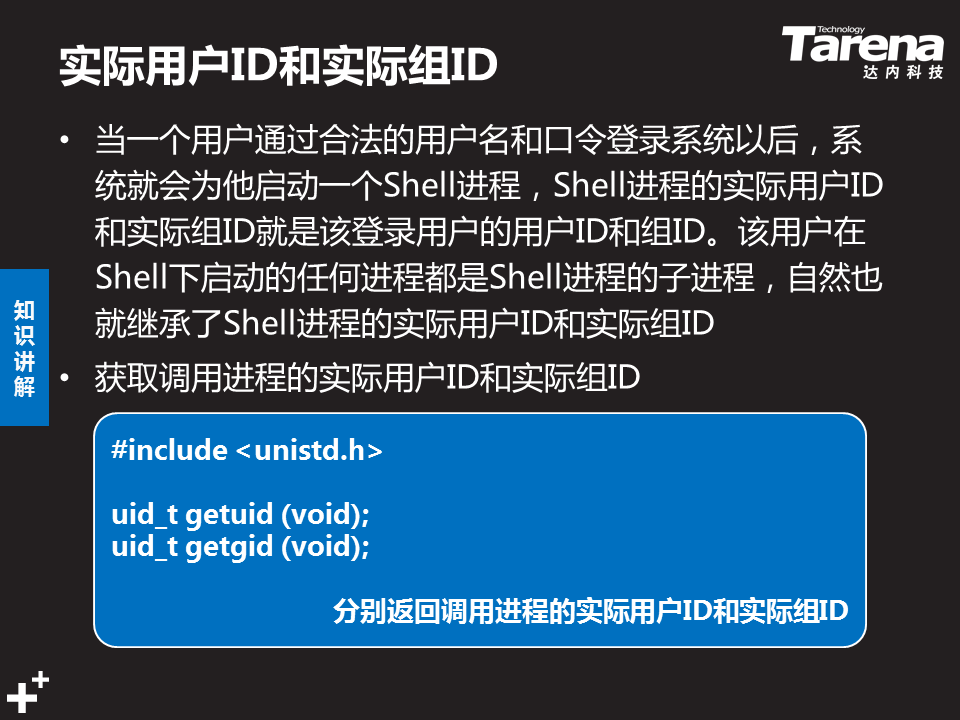 实际用户ID和实际组ID
Technology
Tarena
达内科技
• 当一个用户通过合法的用户名和口令登录系统以后，系
统就会为他启动一个Shell进程，Shell进程的实际用户ID
和实际组ID就是该登录用户的用户ID和组ID。该用户在
Shell下启动的任何进程都是Shell进程的子进程，自然也
就继承了Shell进程的实际用户ID和实际组ID
知识讲解
• 获取调用进程的实际用户ID和实际组ID
#include <unistd.h>
uid_t getuid (void);
uid_t getgid (void);
分别返回调用进程的实际用户ID和实际组ID